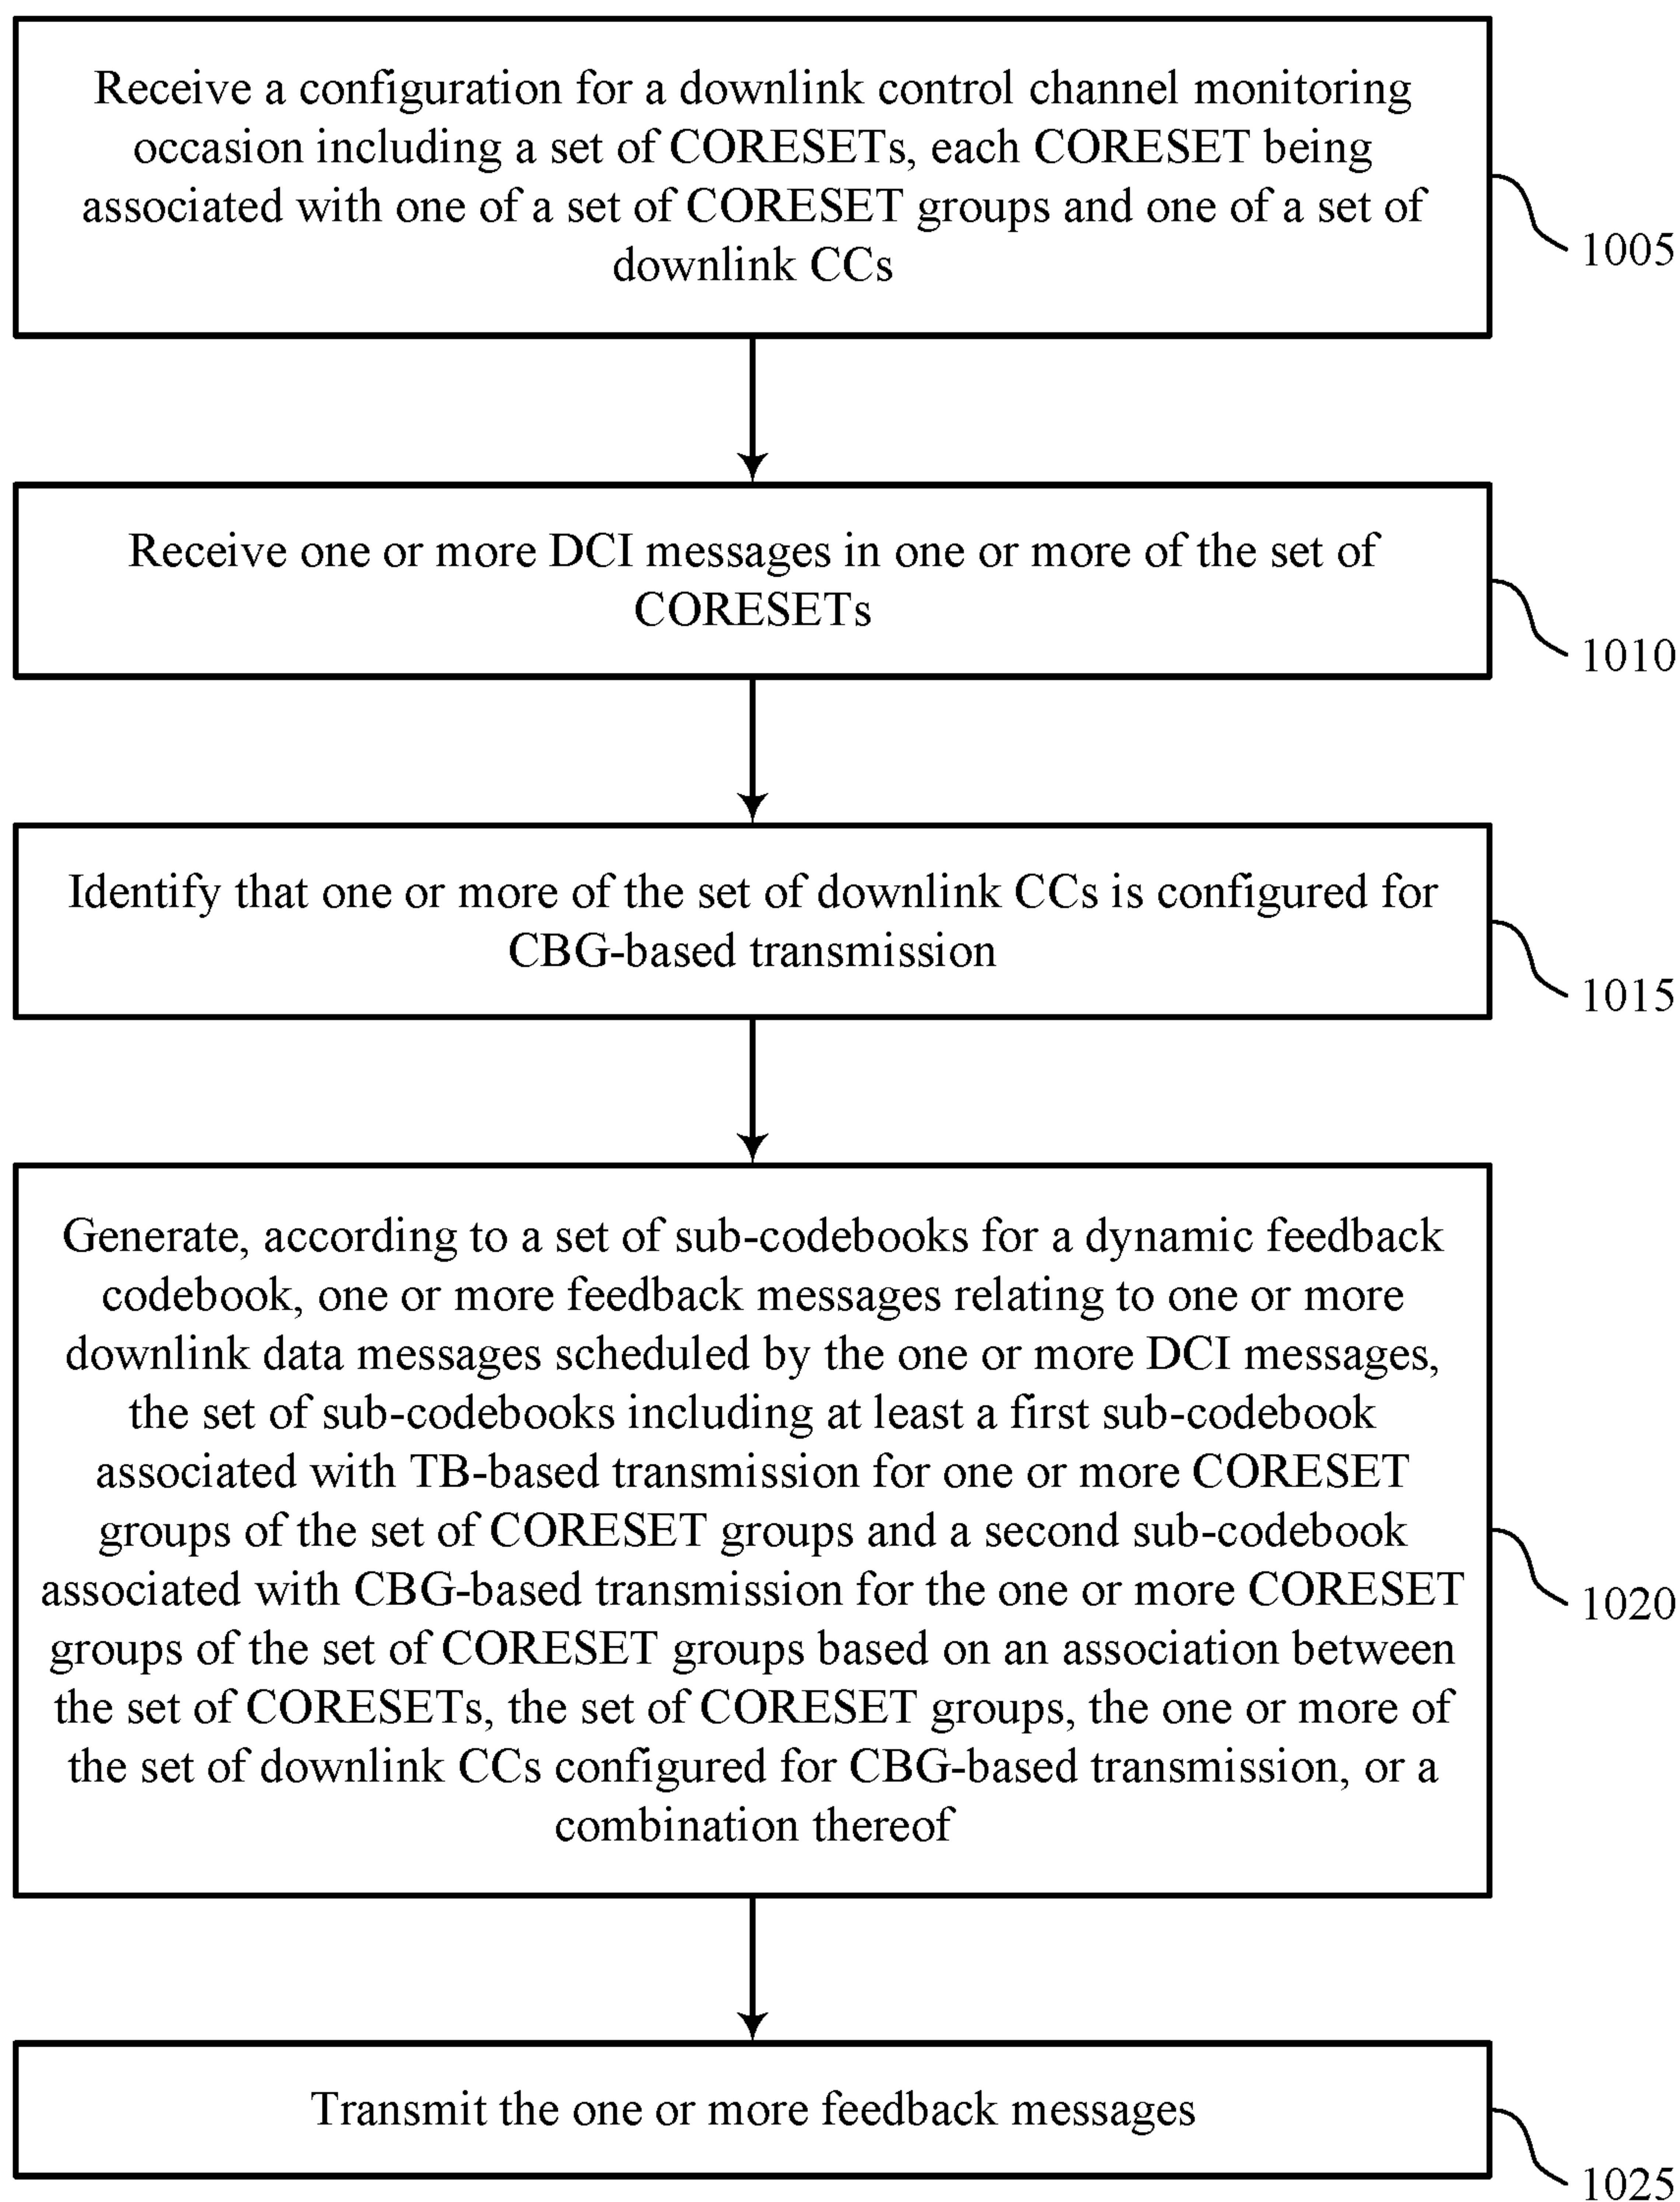 Receive a configuration for a downlink control channel monitoring
occasion including a set of CORESETs, each CORESET being
associated with one of a set of CORESET groups and one of a set of
downlink CCs
1005
Receive one or more DCI messages in one or more of the set of
CORESETs
1010
Identify that one or more of the set of downlink CCs is configured for
CBG-based transmission
1015
Generate, according to a set of sub-codebooks for a dynamic feedback
codebook, one or more feedback messages relating to one or more
downlink data messages scheduled by the one or more DCI messages,
the set of sub-codebooks including at least a first sub-codebook
associated with TB-based transmission for one or more CORESET
groups of the set of CORESET groups and a second sub-codebook
associated with CBG-based transmission for the one or more CORESET
groups of the set of CORESET groups based on an association between
the set of CORESETs, the set of CORESET groups, the one or more of
the set of downlink CCs configured for CBG-based transmission, or a
combination thereof
1020
Transmit the one or more feedback messages
1025